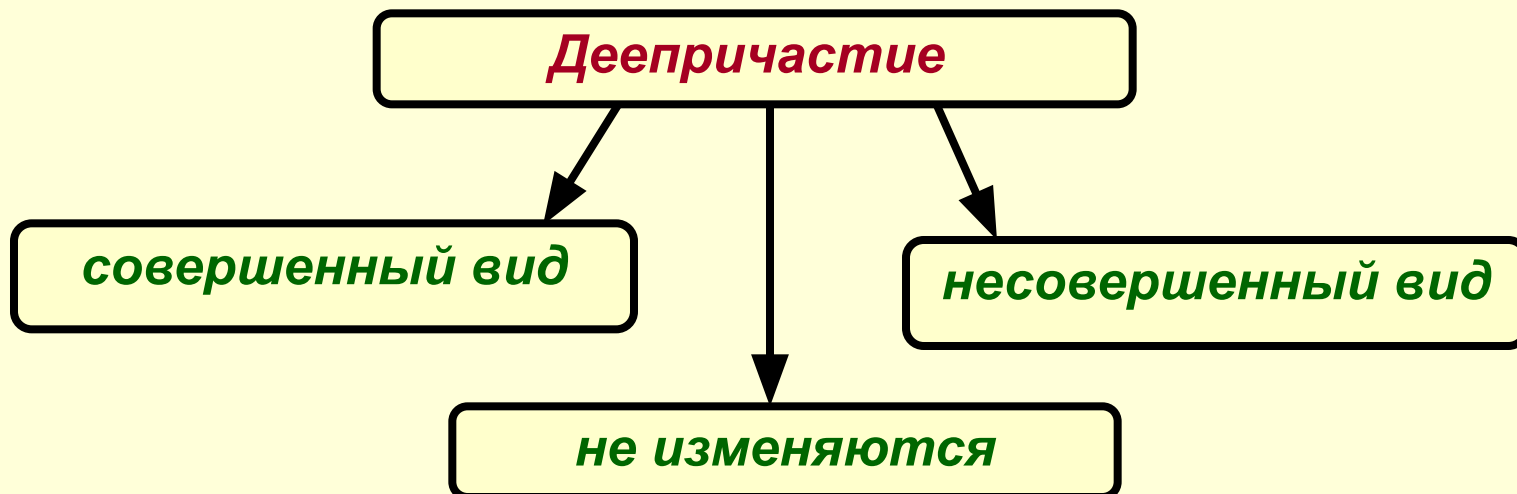 Деепричастие
совершенный вид
несовершенный вид
не изменяются